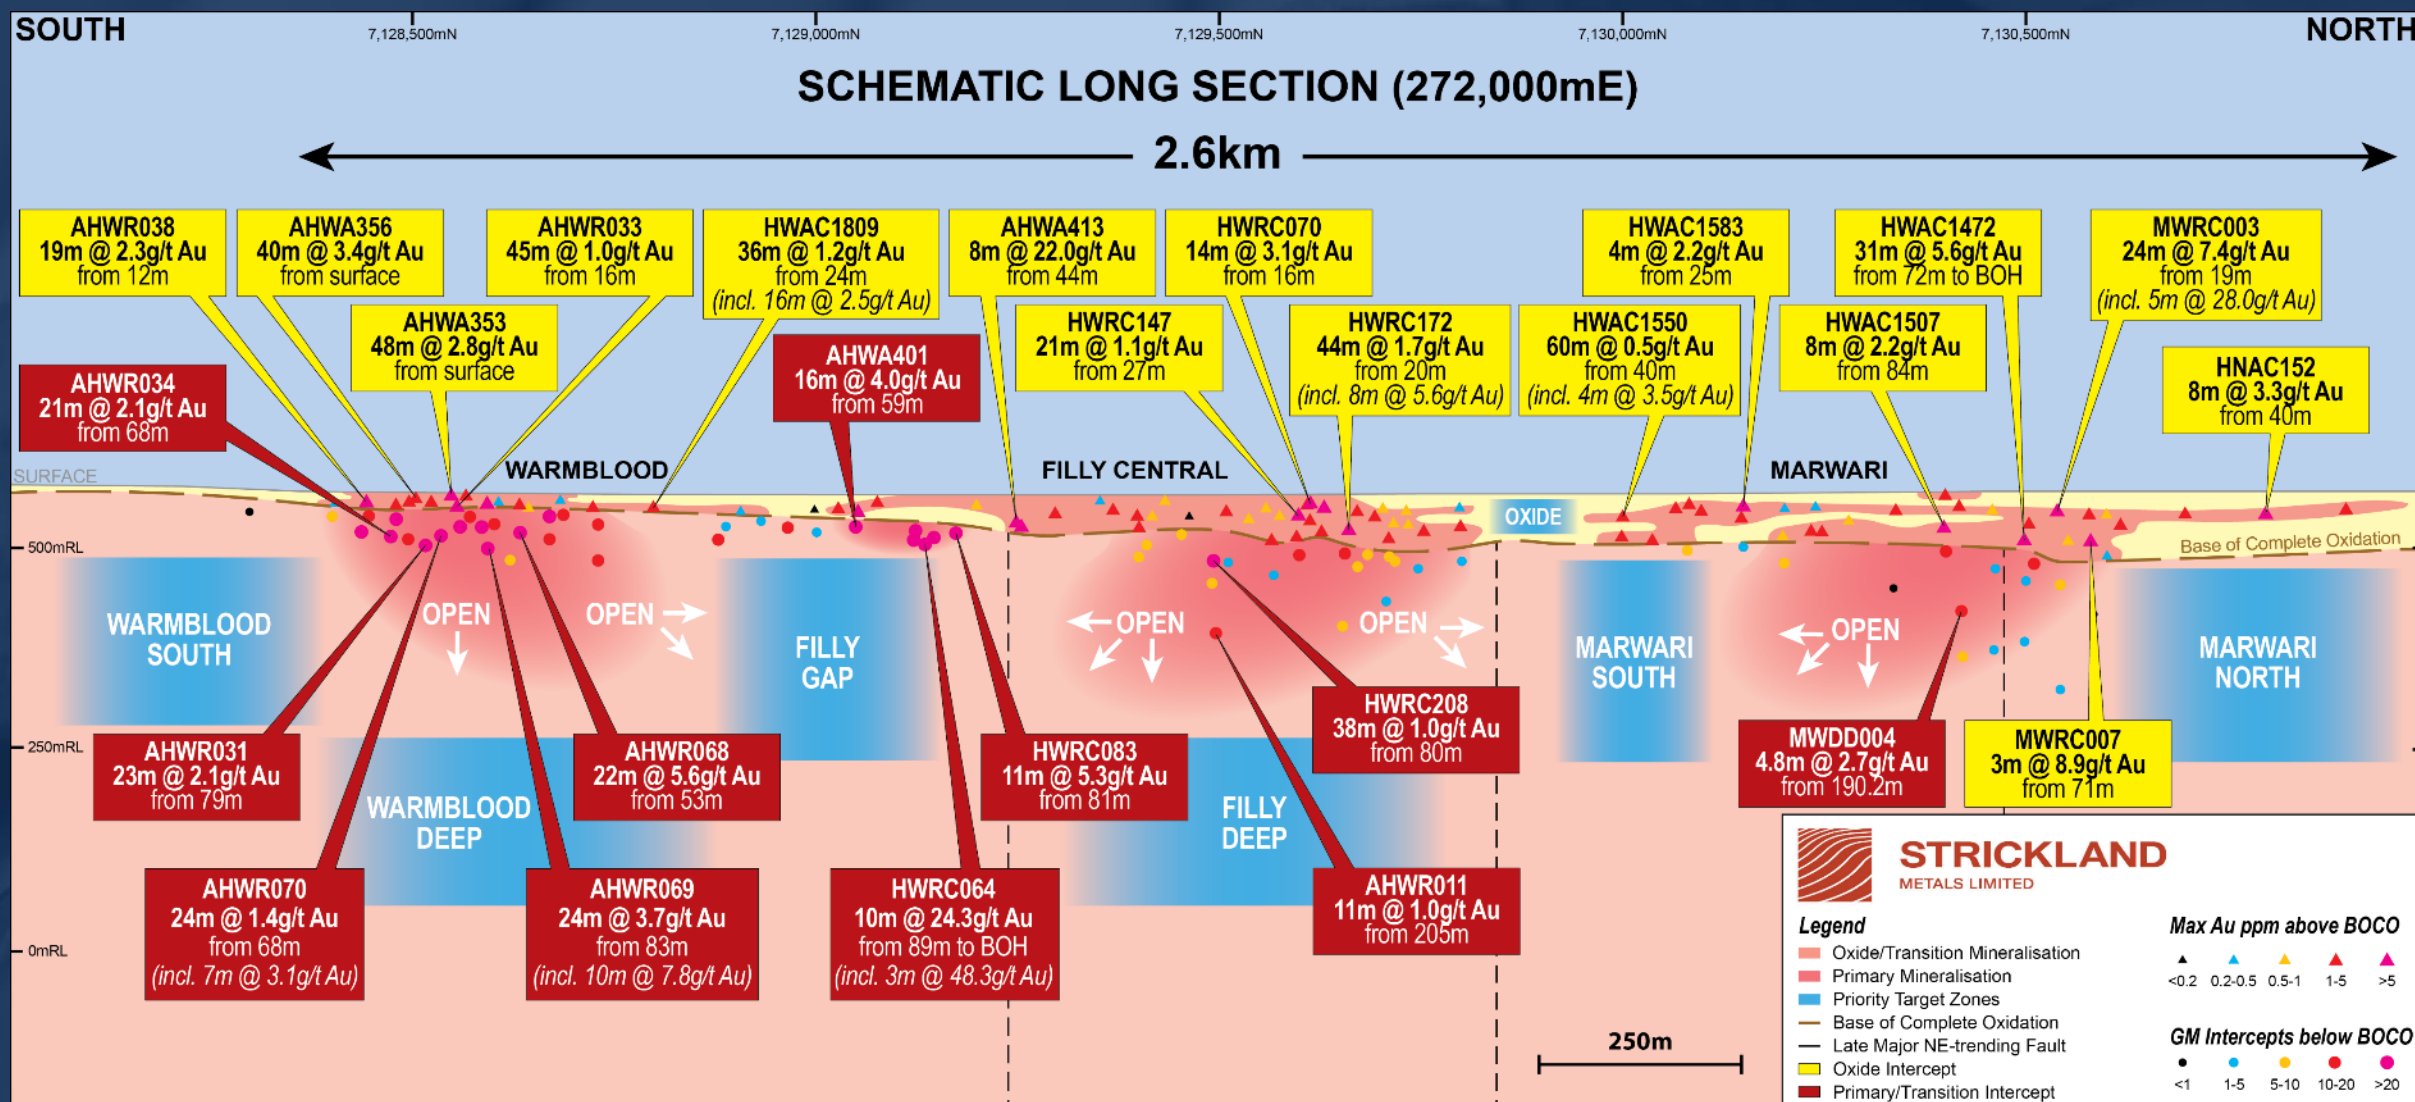 SOUTH
7,128,500mN
7,129,000mN
7,129,500mN
7,130,000mN
7,130,500mN
NORTH
SCHEMATIC LONG SECTION (272,000mE)
2.6km
AHWR038
19m @ 2.3g/t Au
from 12m
AHWA356
40m @ 3.4g/t Au
from surface
AHWR033
45m @ 1.0g/t Au
from 16m
HWAC1809
36m @ 1.2g/t Au
from 24m
(incl. 16m @ 2.5g/t Au)
AHWA413
8m @ 22.0g/t Au
from 44m
HWRC070
14m @ 3.1g/t Au
from 16m
HWAC1583
4m @ 2.2g/t Au
from 25m
HWAC1472
31m @ 5.6g/t Au
from 72m to BOH
MWRC003
24m @ 7.4g/t Au
from 19m
(incl. 5m @ 28.0g/t Au)
AHWR034
21m @ 2.1g/t Au
from 68m
AHWA353
48m @ 2.8g/t Au
from surface
AHWA401
16m @ 4.0g/t Au
from 59m
HWRC147
21m @ 1.1g/t Au
from 27m
HWRC172
44m @ 1.7g/t Au
from 20m
(incl. 8m @ 5.6g/t Au)
HWAC1550
60m @ 0.5g/t Au
from 40m
(incl. 4m @ 3.5g/t Au)
HWAC1507
8m @ 2.2g/t Au
from 84m
HNAC152
8m @ 3.3g/t Au
from 40m
SURFACE
WARMBLOOD
FILLY CENTRAL
MARWARI
OXIDE
500mRL
Base of Complete Oxidation
WARMBLOOD
SOUTH
OPEN
OPEN
FILLY
GAP
OPEN
OPEN
MARWARI
SOUTH
OPEN
MARWARI
NORTH
250mRL
AHWR031
23m @ 2.1g/t Au
from 79m
WARMBLOOD
DEEP
AHWR068
22m @ 5.6g/t Au
from 53m
HWRC083
11m @ 5.3g/t Au
from 81m
FILLY
DEEP
HWRC208
38m @ 1.0g/t Au
from 80m
MWDD004
4.8m @ 2.7g/t Au
from 190.2m
MWRC007
3m @ 8.9g/t Au
from 71m
0mRL
AHWR070
24m @ 1.4g/t Au
from 68m
(incl. 7m @ 3.1g/t Au)
AHWR069
24m @ 3.7g/t Au
from 83m
(incl. 10m @ 7.8g/t Au)
HWRC064
10m @ 24.3g/t Au
from 89m to BOH
(incl. 3m @ 48.3g/t Au)
AHWR011
11m @ 1.0g/t Au
from 205m
250m
STRICKLAND
METALS LIMITED
Legend
Oxide/Transition Mineralisation
Primary Mineralisation
Priority Target Zones
Base of Complete Oxidation
Late Major NE-trending Fault
Oxide Intercept
Primary/Transition Intercept
Max Au ppm above BOCO
<0.2 0.2-0.5 0.5-1 1-5 >5
GM Intercepts below BOCO
<1 1-5 5-10 10-20 >20